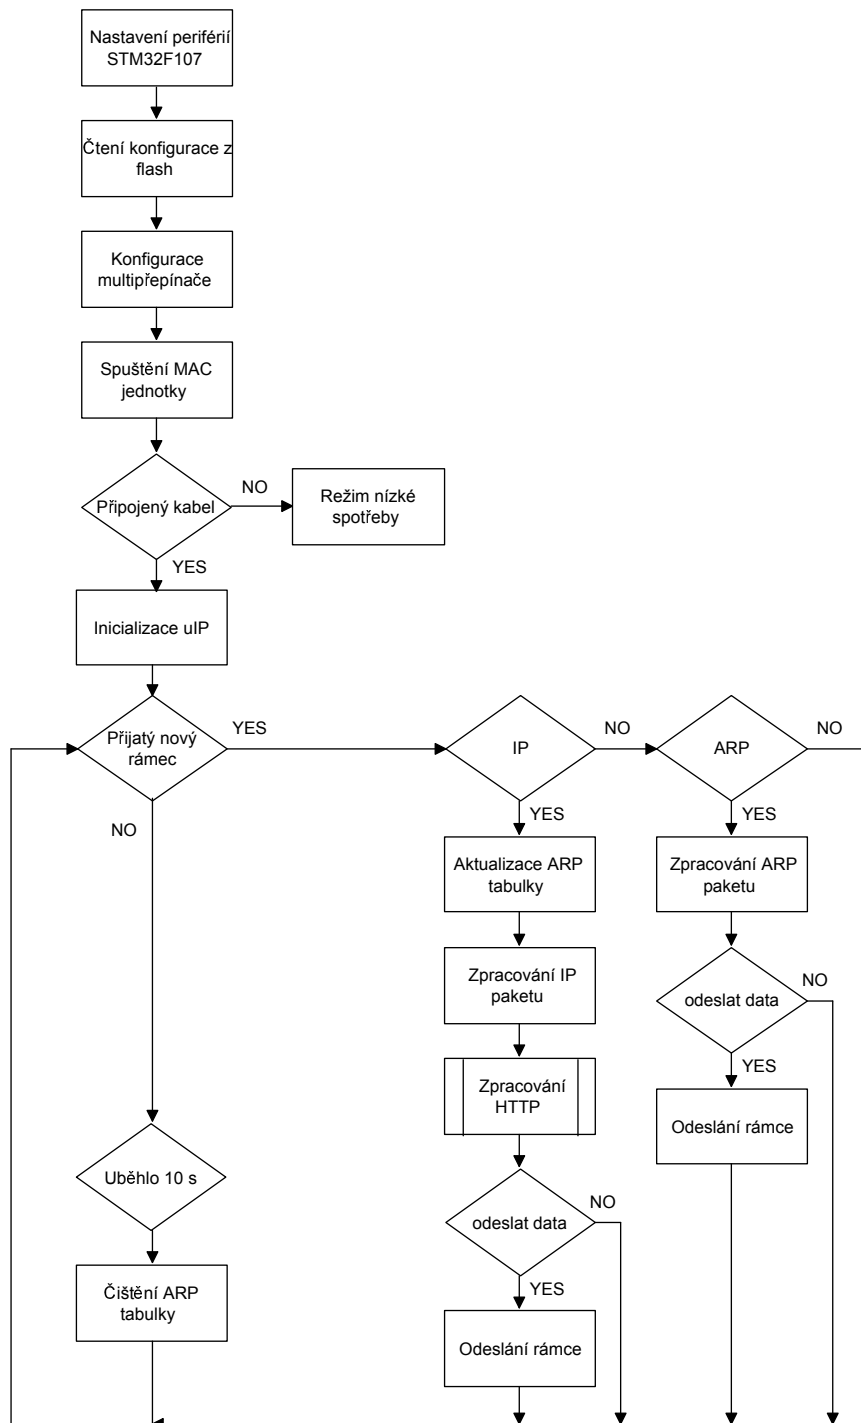 Nastavení periférií
STM32F107
Čtení konfigurace z
flash
Konfigurace
multipřepínače
Spuštění MAC
jednotky
Připojený kabel
NO
Režim nízké
spotřeby
YES
Inicializace uIP
Přijatý nový
rámec
YES
IP
NO
ARP
NO
NO
YES
YES
Aktualizace ARP
tabulky
Zpracování ARP
paketu
Zpracování IP
paketu
odeslat data
NO
YES
Zpracování
HTTP
Odeslání rámce
Uběhlo 10 s
odeslat data
NO
YES
Čištění ARP
tabulky
Odeslání rámce